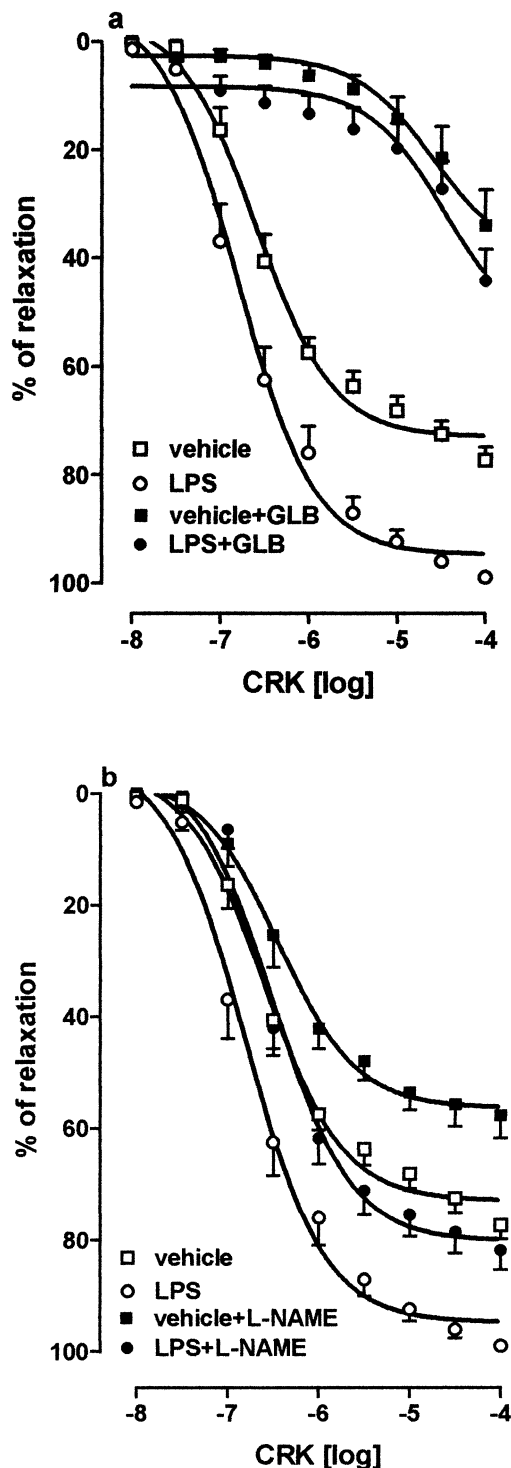 a
0
20
40
60
80
100
% of relaxation
vehicle
LPS
vehicle+GLB
LPS+GLB
-8 -7 -6 -5 -4
CRK [log]
b
0
20
40
60
80
100
% of relaxation
vehicle
LPS
vehicle+L-NAME
LPS+L-NAME
-8 -7 -6 -5 -4
CRK [log]